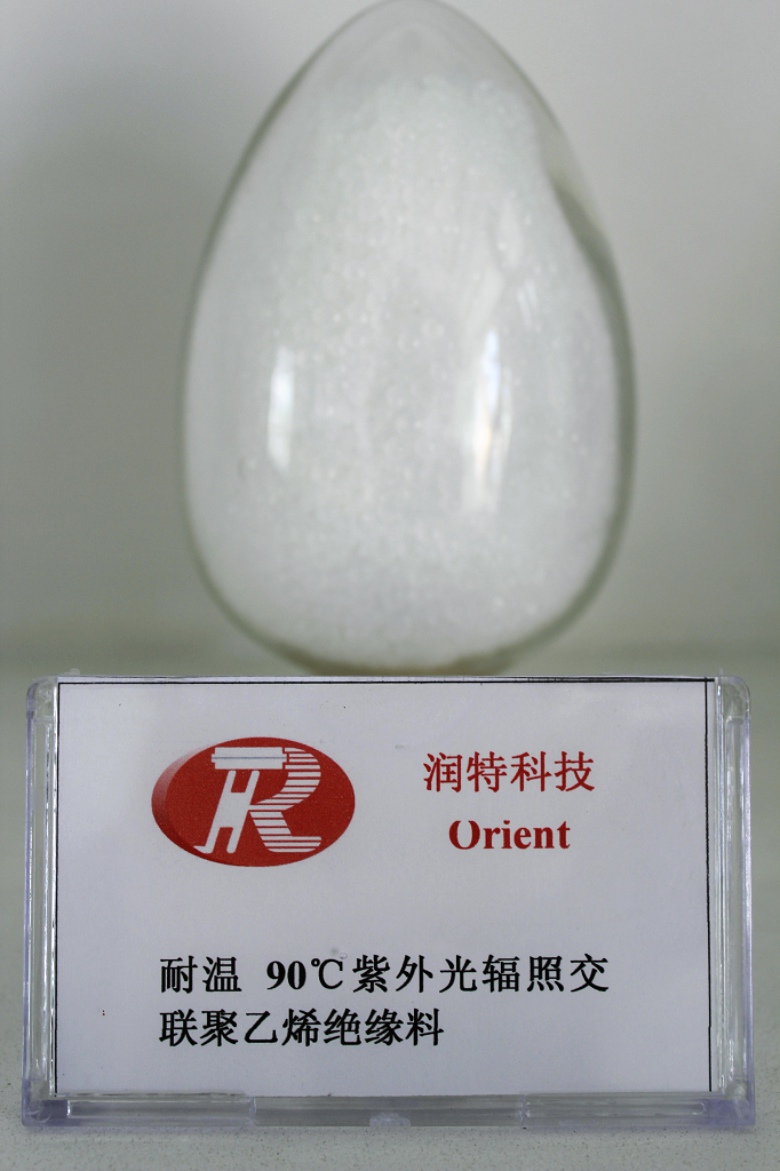 润特科技
Orient
耐温 90℃紫外光辐照交
联聚乙烯绝缘料